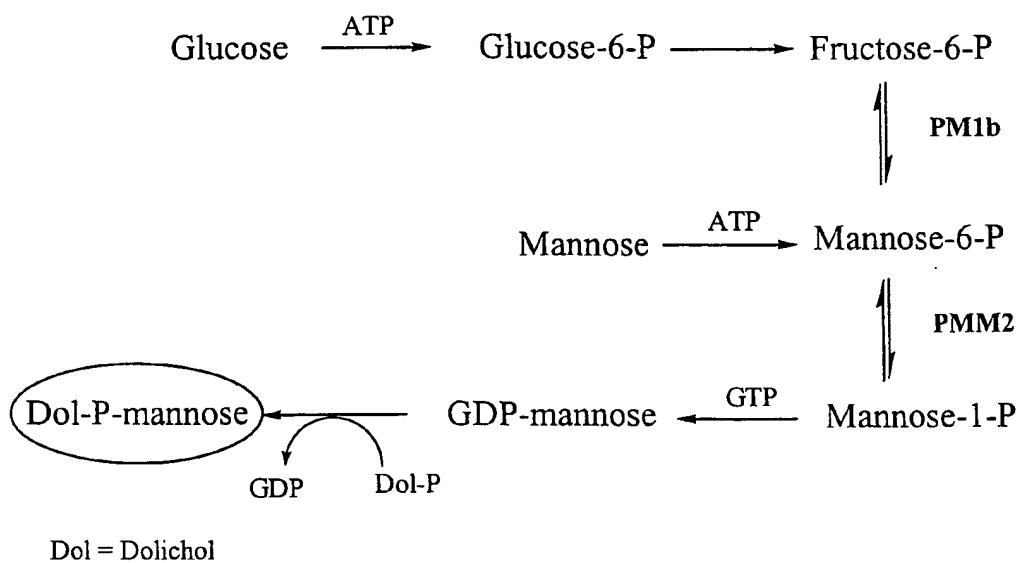 ATP
Glucose Glucose-6-P Fructose-6-P
PM1b
ATP
Mannose Mannose-6-P
PMM2
GTP
Dol-P-mannose GDP-mannose Mannose-1-P
GDP Dol-P
Dol = Dolichol